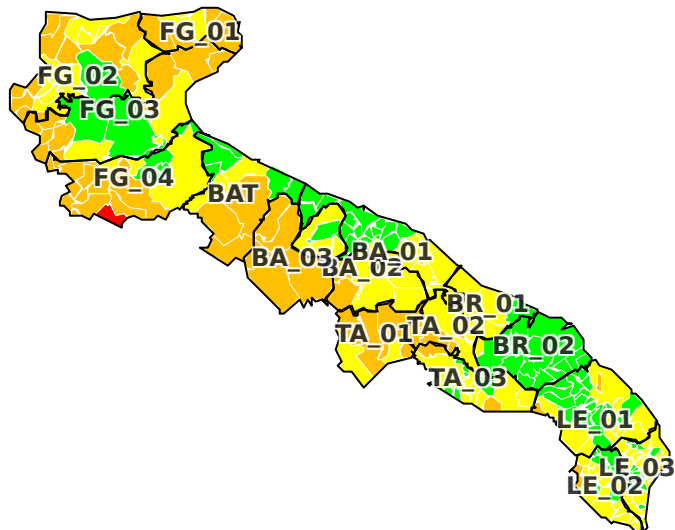 FG_01
FG_02
FG_03
FG_04
BAT
BA_01
BA_03
BA_02
BR_01
TA_02
TA_01
BR_02
TA_03
LE_01
LE_03
LE_02